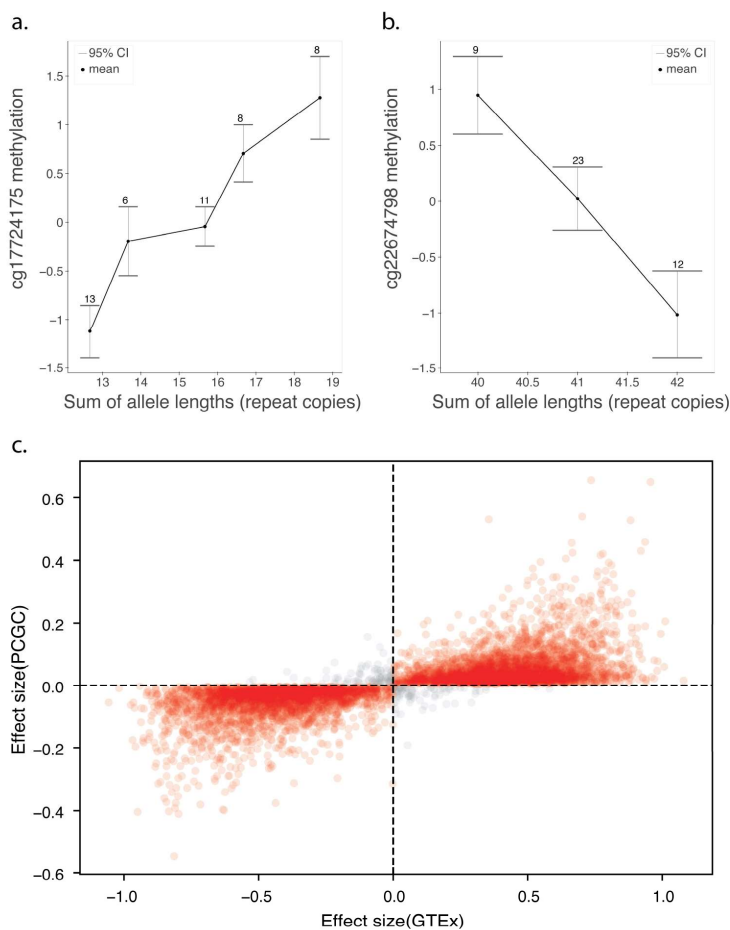 a.
95% CI
mean
cg17724175 methylation
1.5
1
0.5
0
−0.5
−1
−1.5
13
6
11
8
8
13 14 15 16 17 18 19
Sum of allele lengths (repeat copies)
b.
95% CI
mean
cg22674798 methylation
1
0.5
0
−0.5
−1
−1.5
9
23
12
40 40.5 41 41.5 42
Sum of allele lengths (repeat copies)
c.
Effect size(PCGC)
0.6
0.4
0.2
0.0
−0.2
−0.4
−0.6
−1.0 −0.5 0.0 0.5 1.0
Effect size(GTEx)